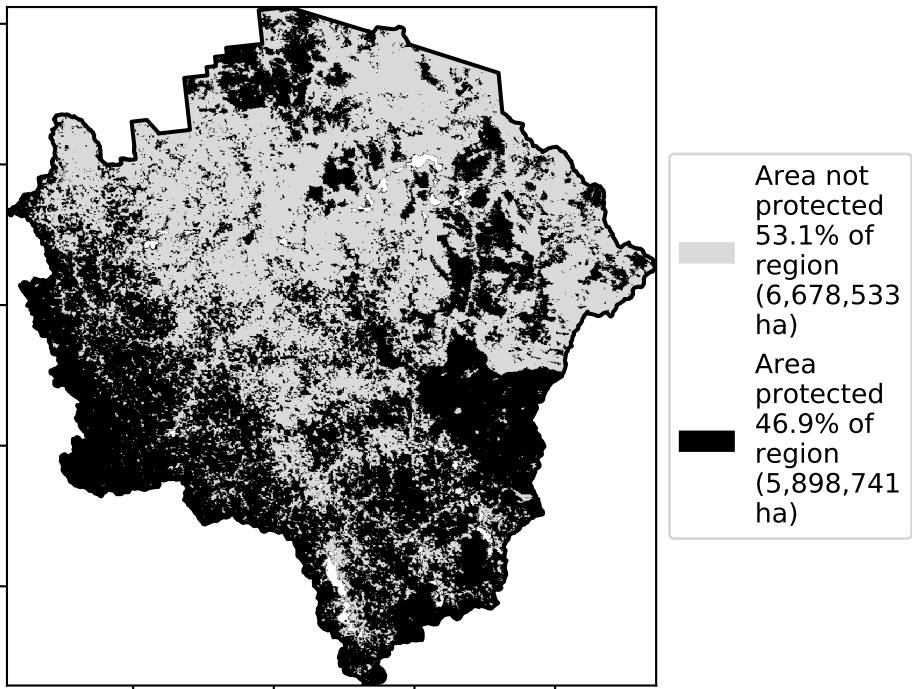 Area not
protected
53.1% of
region
(6,678,533
ha)
Area
protected
46.9% of
region
(5,898,741
ha)